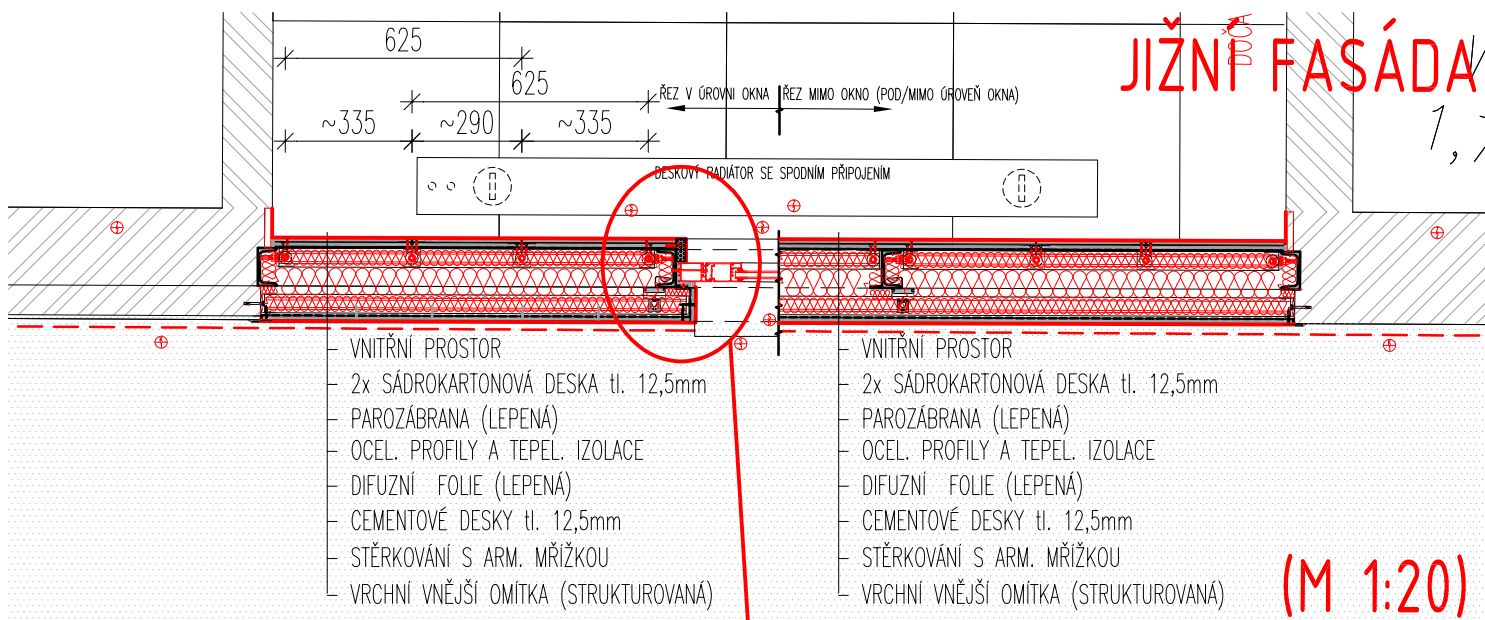 JIŽNÍ FASÁDA
DOČA
625
625
~335 ~290 ~335
ŘEZ V ÚROVNI OKNA ŘEZ MIMO OKNO (POD/MIMO ÚROVEŇ OKNA)
DESKOVÝ RADIÁTOR SE SPODNÍM PŘIPOJENÍM
VNITŘNÍ PROSTOR
2x SÁDROKARTONOVÁ DESKA tl. 12,5mm
PAROZÁBRANA (LEPENÁ)
OCEL. PROFILY A TEPEL. IZOLACE
DIFUZNÍ FOLIE (LEPENÁ)
CEMENTOVÉ DESKY tl. 12,5mm
STĚRKOVÁNÍ S ARM. MŘÍŽKOU
VRCHNÍ VNĚJŠÍ OMÍTKA (STRUKTUROVANÁ)
VNITŘNÍ PROSTOR
2x SÁDROKARTONOVÁ DESKA tl. 12,5mm
PAROZÁBRANA (LEPENÁ)
OCEL. PROFILY A TEPEL. IZOLACE
DIFUZNÍ FOLIE (LEPENÁ)
CEMENTOVÉ DESKY tl. 12,5mm
STĚRKOVÁNÍ S ARM. MŘÍŽKOU
VRCHNÍ VNĚJŠÍ OMÍTKA (STRUKTUROVANÁ)
(M 1:20)